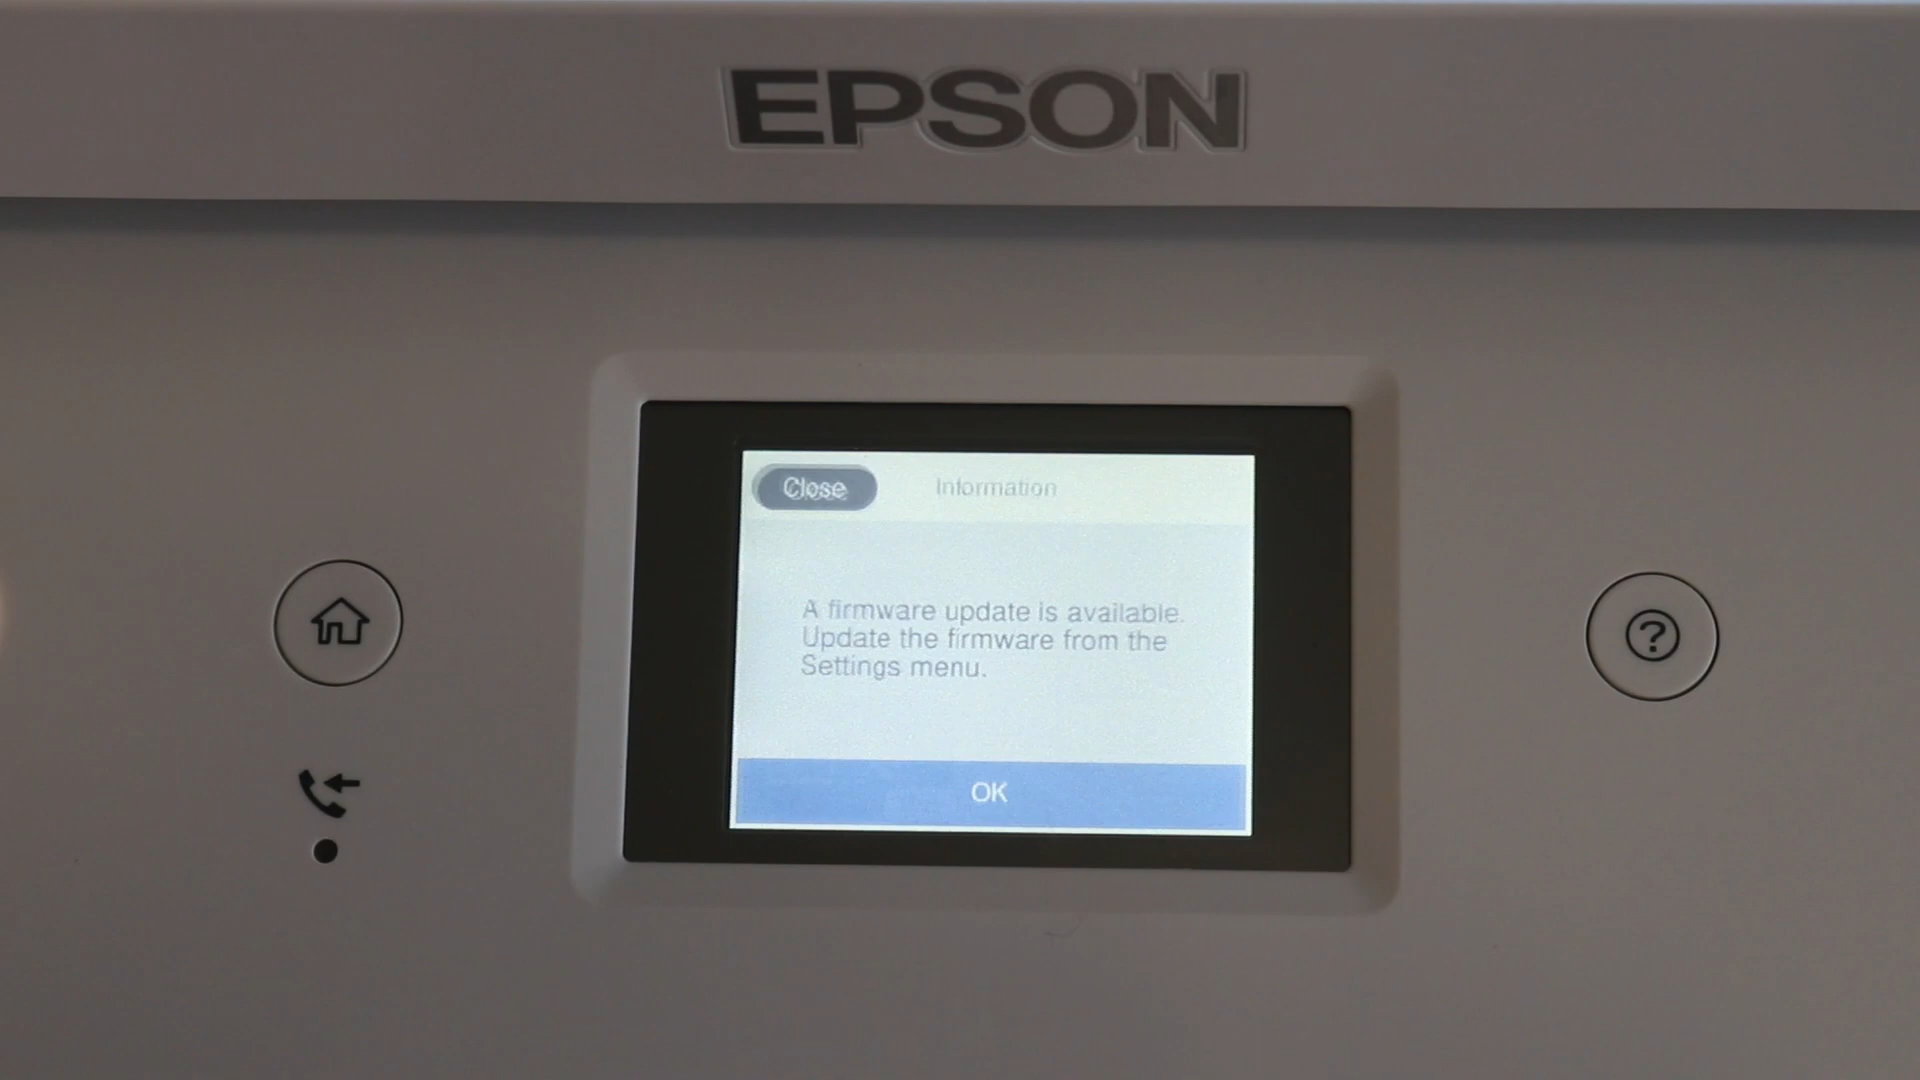 EPSON
Close
Information
A firmware update is available.
Update the firmware from the
Settings menu.
OK
?